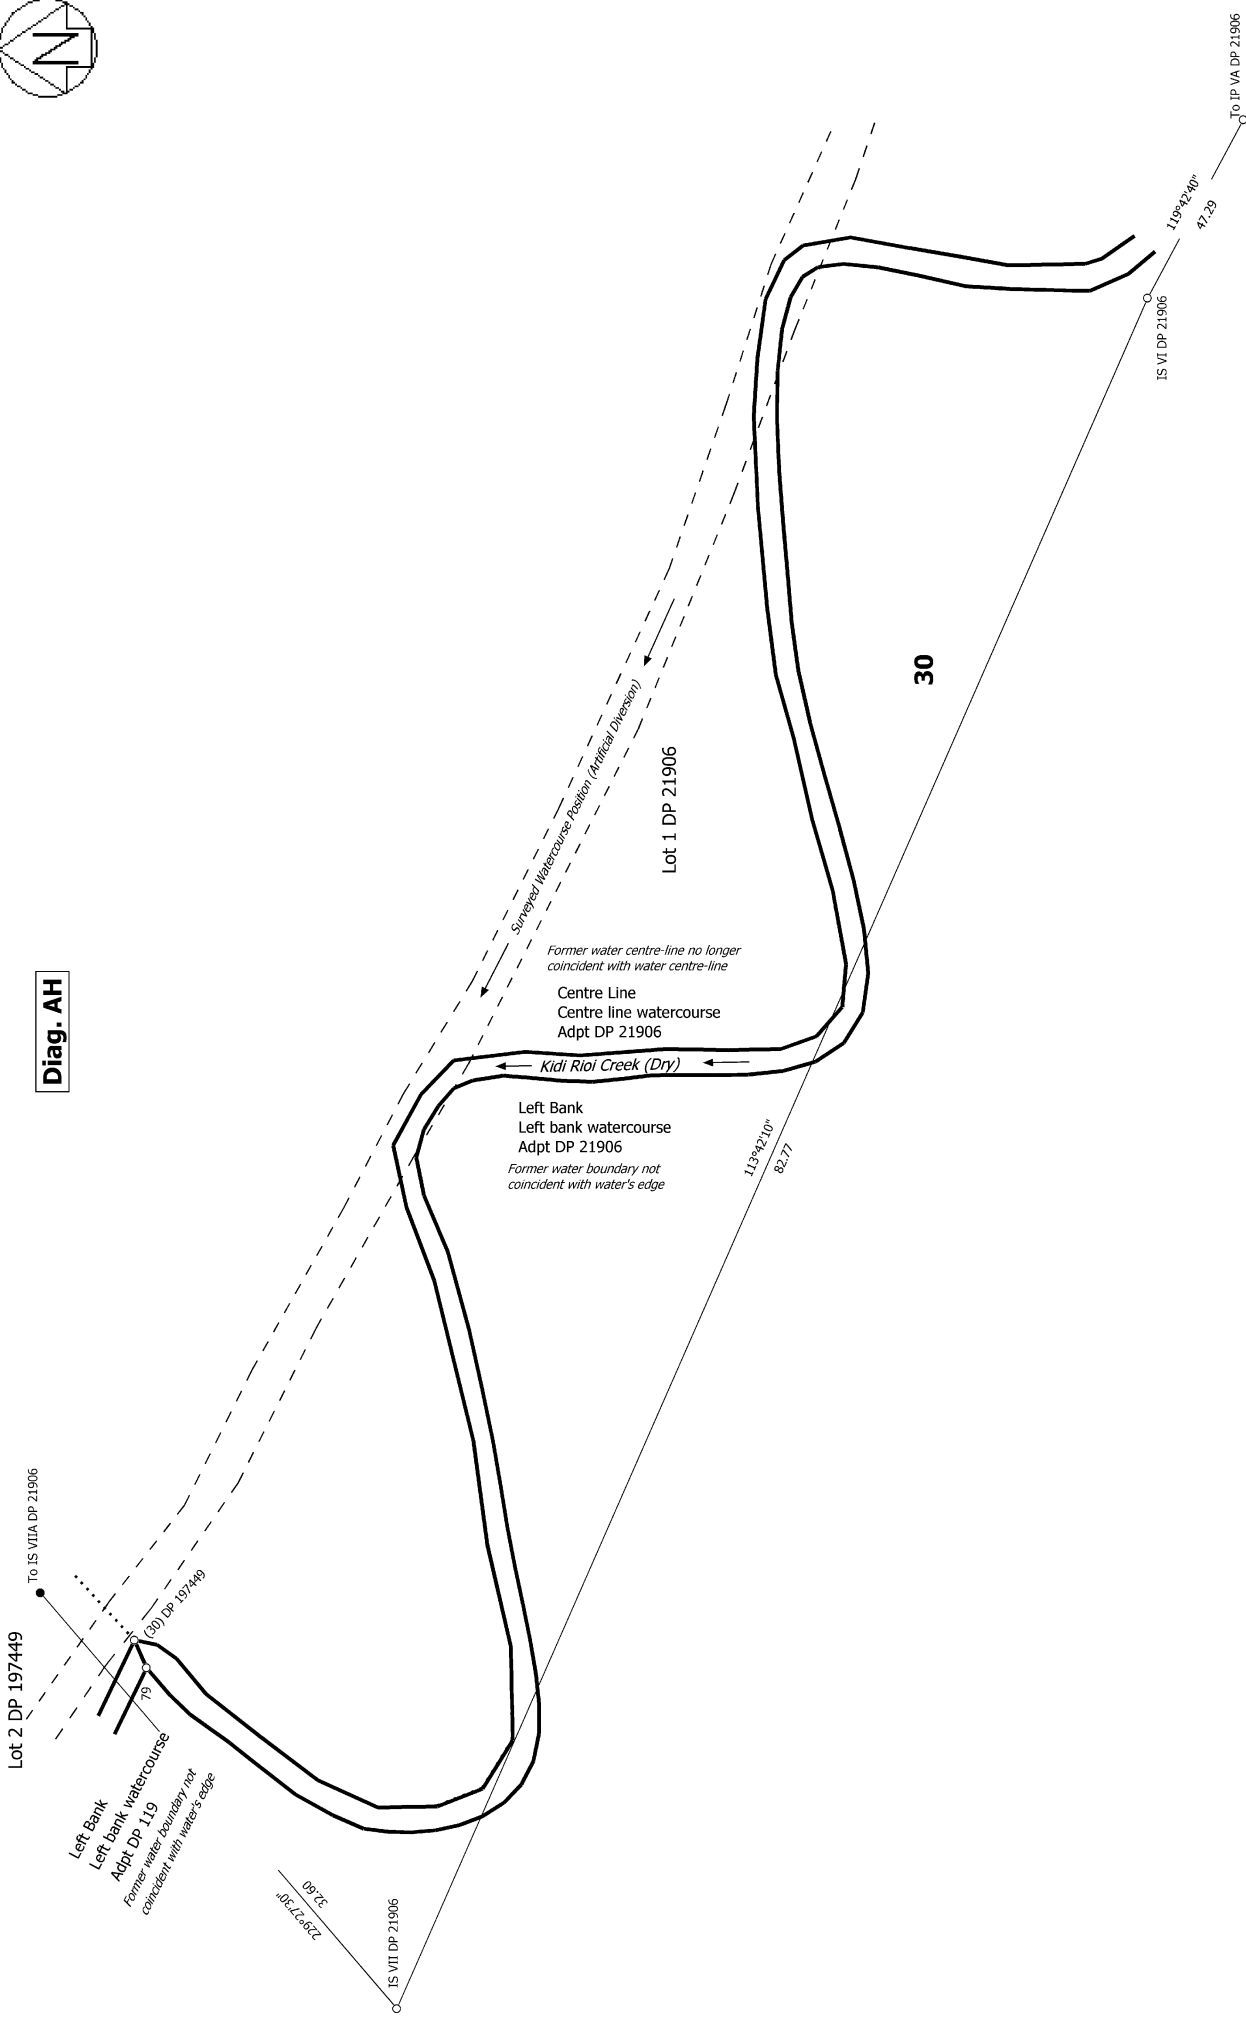 N
To IP VA DP 21906
119°42'40"
47.29
IS VI DP 21906
30
Surveyed Watercourse Position (Artificial Diversion)
Lot 1 DP 21906
Diag. AH
Former water centre-line no longer
coincident with water centre-line
Centre Line
Centre line watercourse
Adpt DP 21906
Kidi Rioi Creek (Dry)
Left Bank
Left bank watercourse
Adpt DP 21906
Former water boundary not
coincident with water's edge
113°42'10"
82.77
To IS VIIA DP 21906
(30) DP 197449
Lot 2 DP 197449
79
Left Bank
Left bank watercourse
Adpt DP 119
Former water boundary not
coincident with water's edge
32.60
229°27'30"
IS VII DP 21906